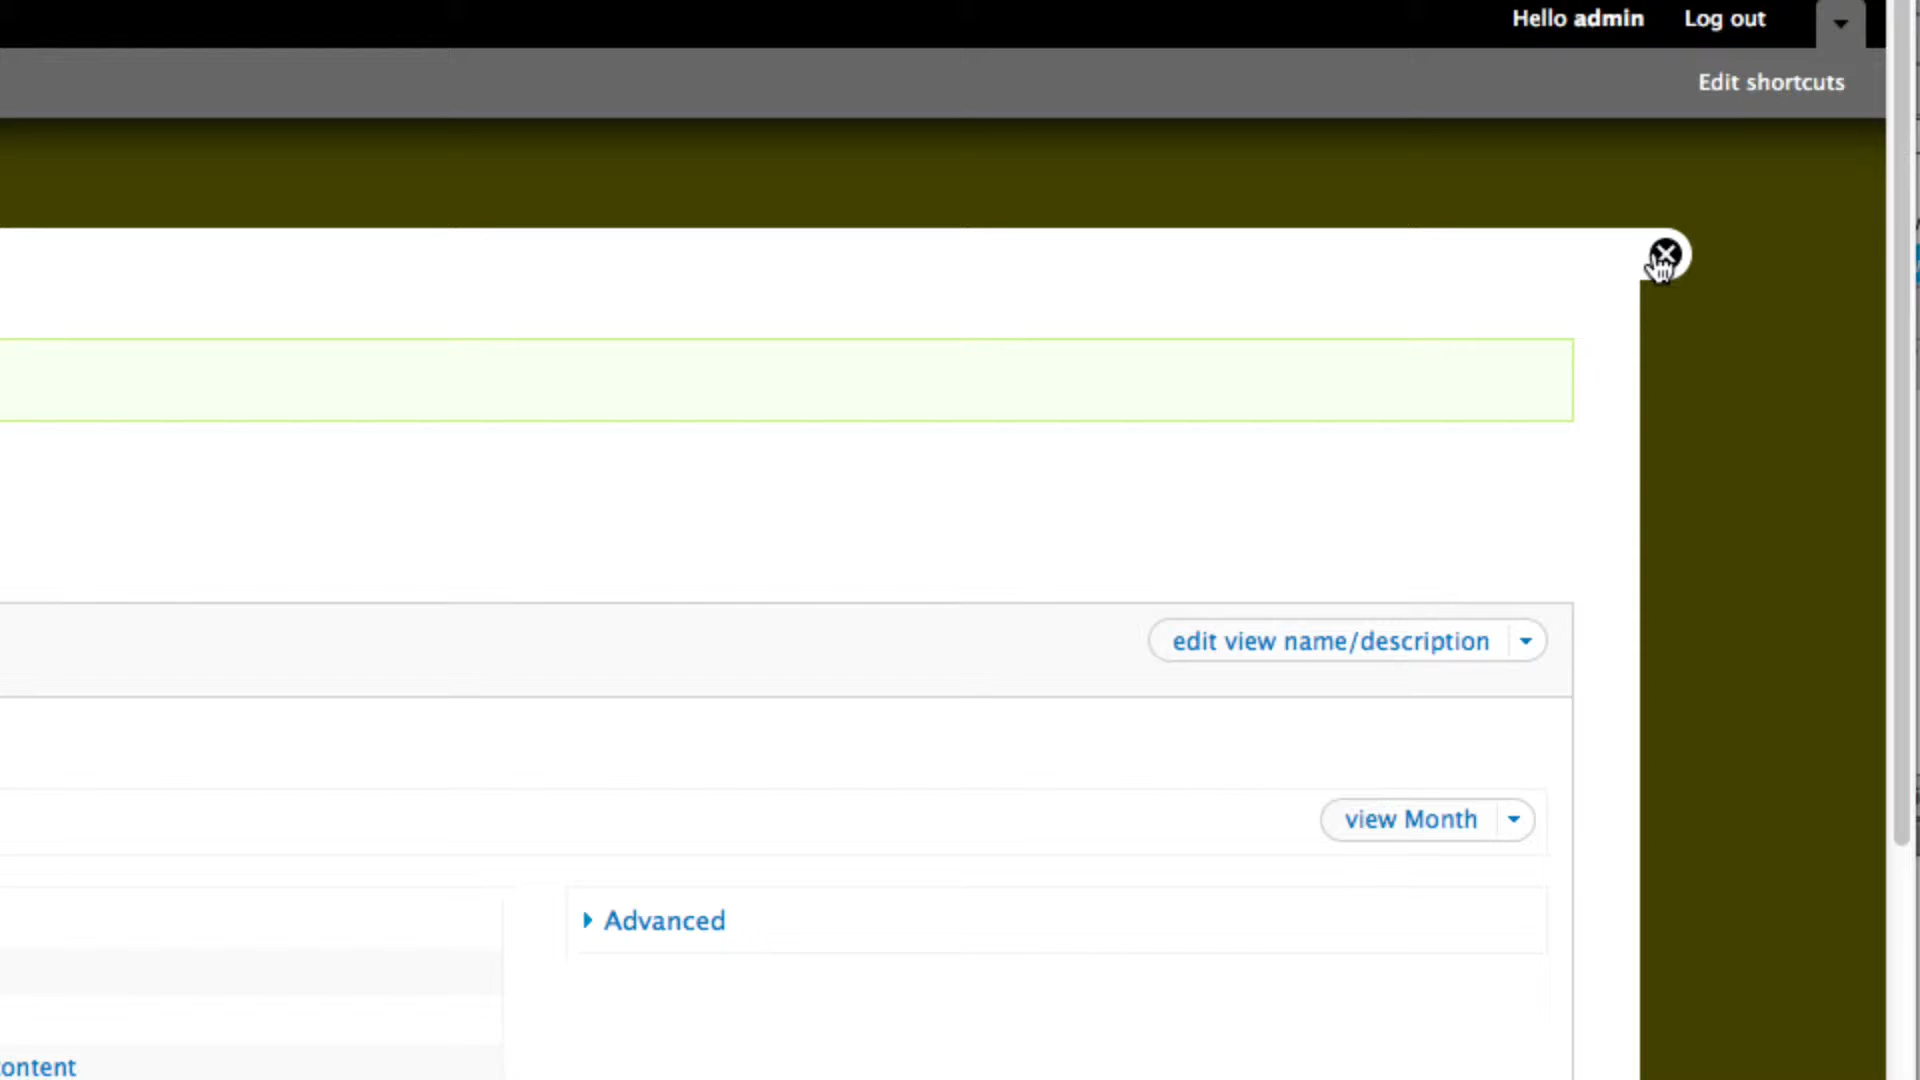 Hello admin Log out
Edit shortcuts
edit view name/description
view Month
Advanced
ontent